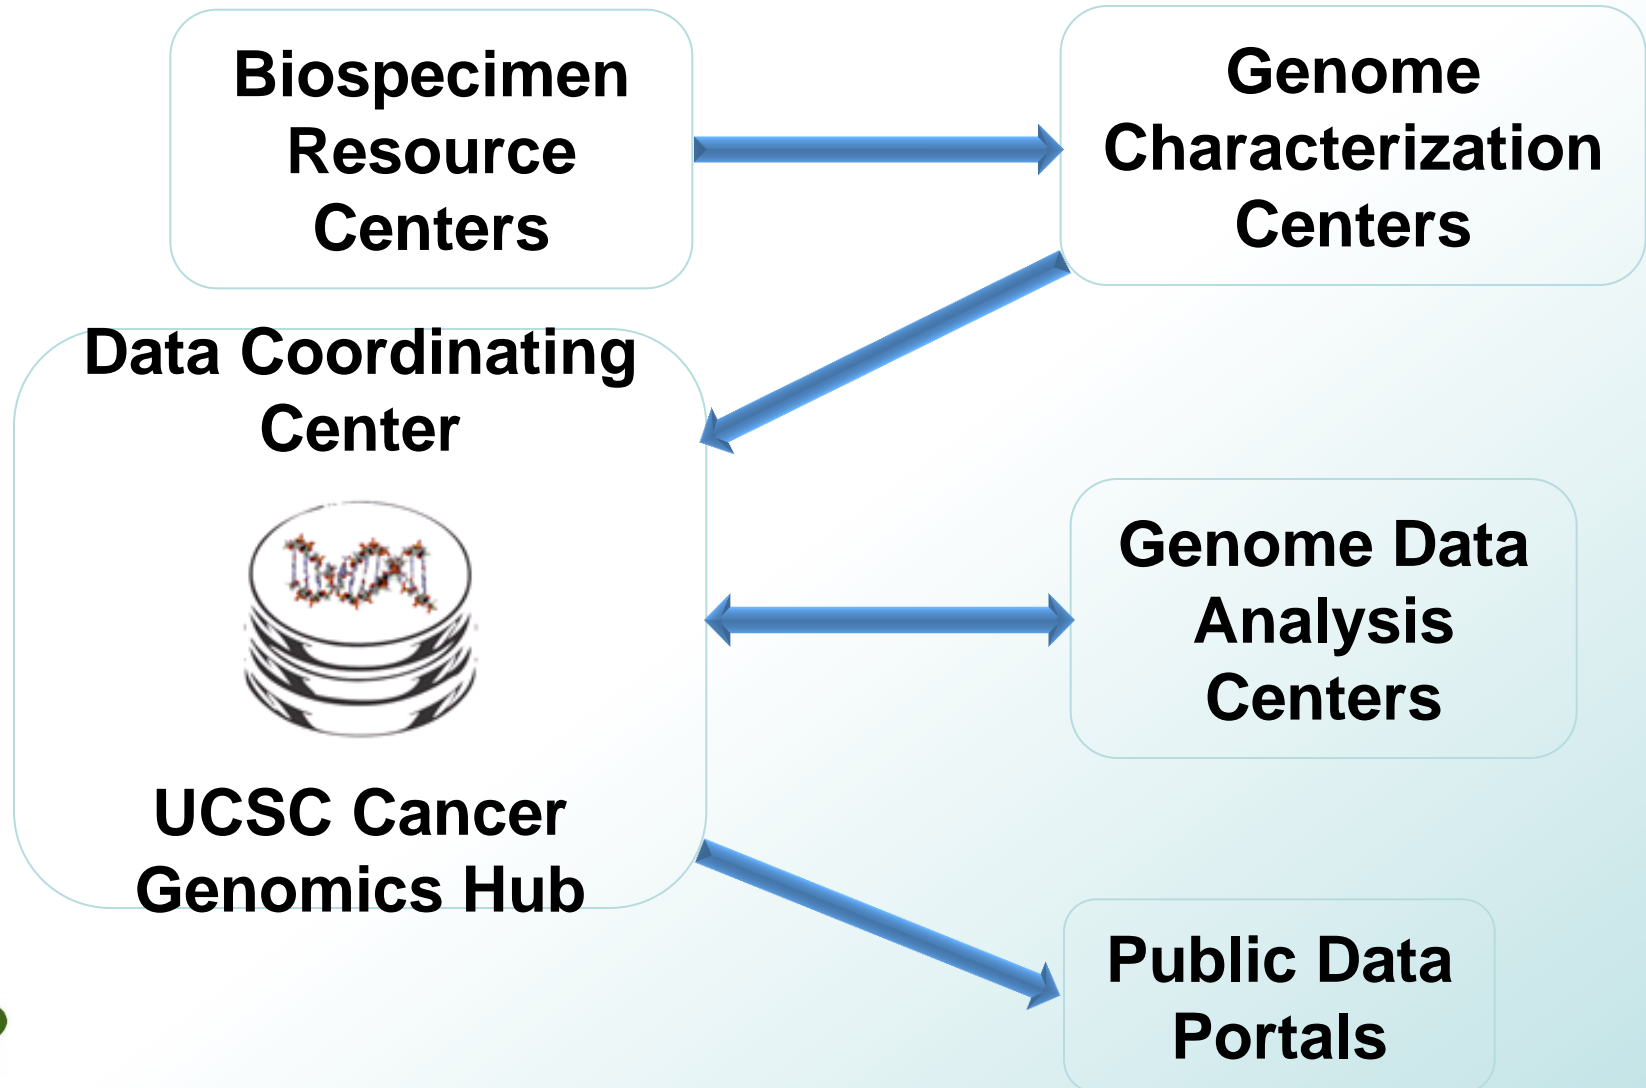 Biospecimen
Resource
Centers
Genome
Characterization
Centers
Data Coordinating
Center
UCSC Cancer
Genomics Hub
Genome Data
Analysis
Centers
Public Data
Portals